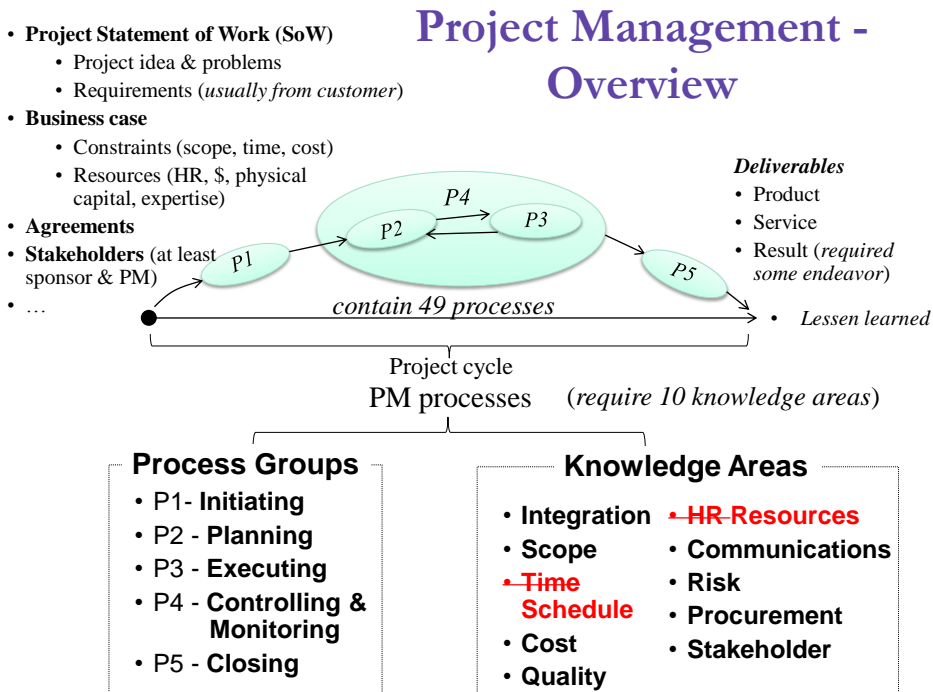 Project Management -
Overview
• Project Statement of Work (SoW)
• Project idea & problems
• Requirements (usually from customer)
• Business case
• Constraints (scope, time, cost)
• Resources (HR, $, physical
capital, expertise)
• Agreements
• Stakeholders (at least
sponsor & PM)
• …
P1
P2
P4
P3
P5
Deliverables
• Product
• Service
• Result (required
some endeavor)
contain 49 processes
• Lessen learned
Project cycle
PM processes (require 10 knowledge areas)
Process Groups
• P1- Initiating
• P2 - Planning
• P3 - Executing
• P4 - Controlling &
Monitoring
• P5 - Closing
Knowledge Areas
• Integration
• Scope
• Time
Schedule
• Cost
• Quality
• HR Resources
• Communications
• Risk
• Procurement
• Stakeholder